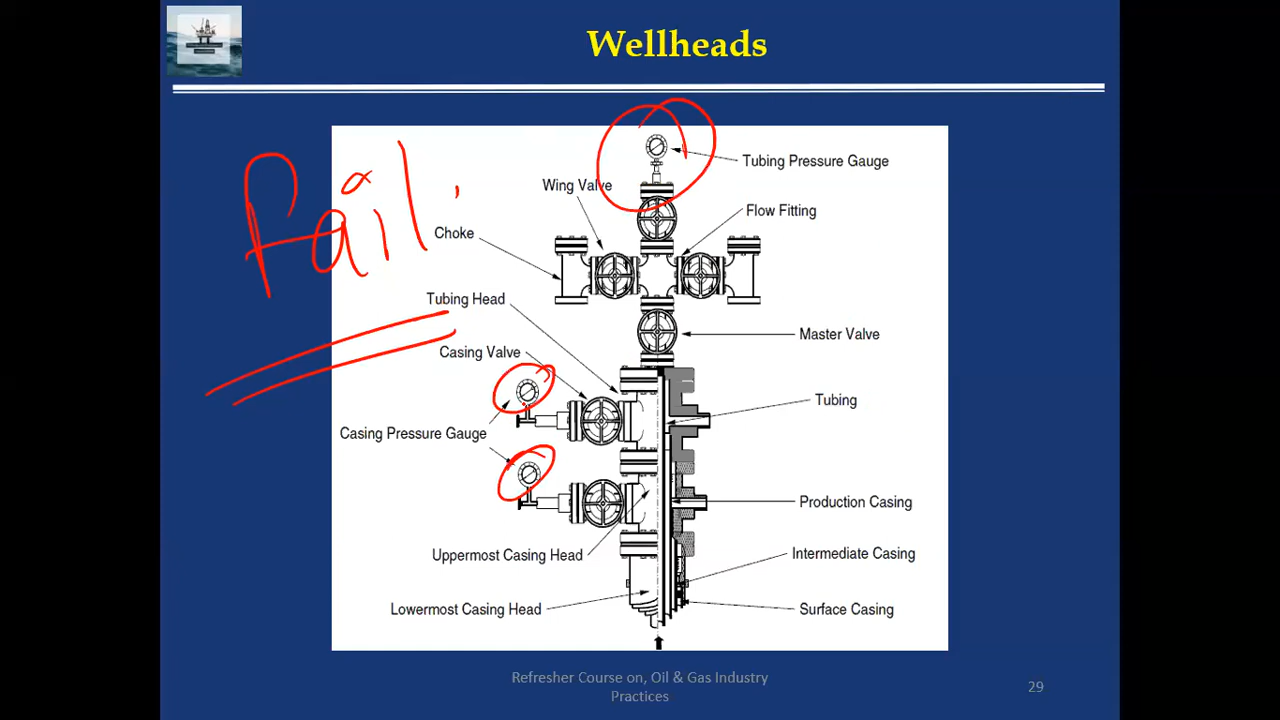 Wellheads
Tubing Pressure Gauge
Wing Valve
Flow Fitting
Choke
Fail.
Tubing Head
Master Valve
Casing Valve
Tubing
Casing Pressure Gauge
Production Casing
Uppermost Casing Head
Intermediate Casing
Lowermost Casing Head
Surface Casing
Refresher Course on, Oil & Gas Industry
Practices
29